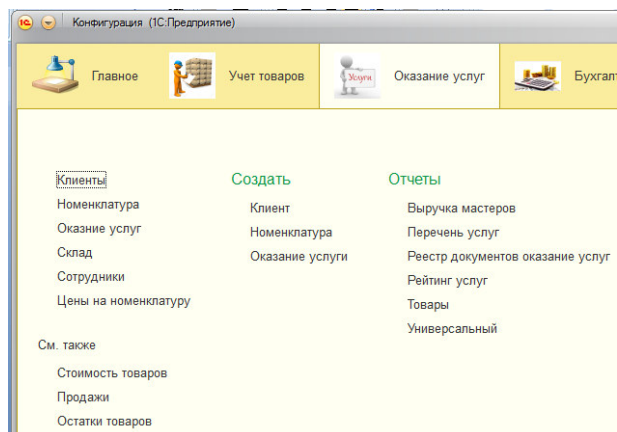 1С Конфигурация (1С:Предприятие)
Главное
Учет товаров
Услуги
Оказание услуг
Бухгалт
Клиенты
Номенклатура
Оказние услуг
Склад
Сотрудники
Цены на номенклатуру
См. также
Стоимость товаров
Продажи
Остатки товаров
Создать
Клиент
Номенклатура
Оказание услуги
Отчеты
Выручка мастеров
Перечень услуг
Реестр документов оказание услуг
Рейтинг услуг
Товары
Универсальный